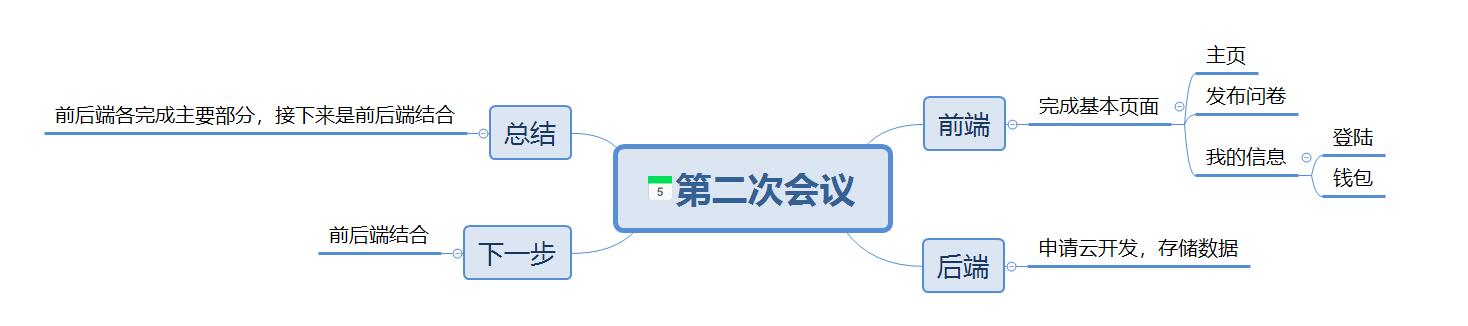 第二次会议
5
前端
完成基本页面
主页
发布问卷
我的信息
登陆
钱包
后端
申请云开发，存储数据
总结
前后端各完成主要部分，接下来是前后端结合
下一步
前后端结合